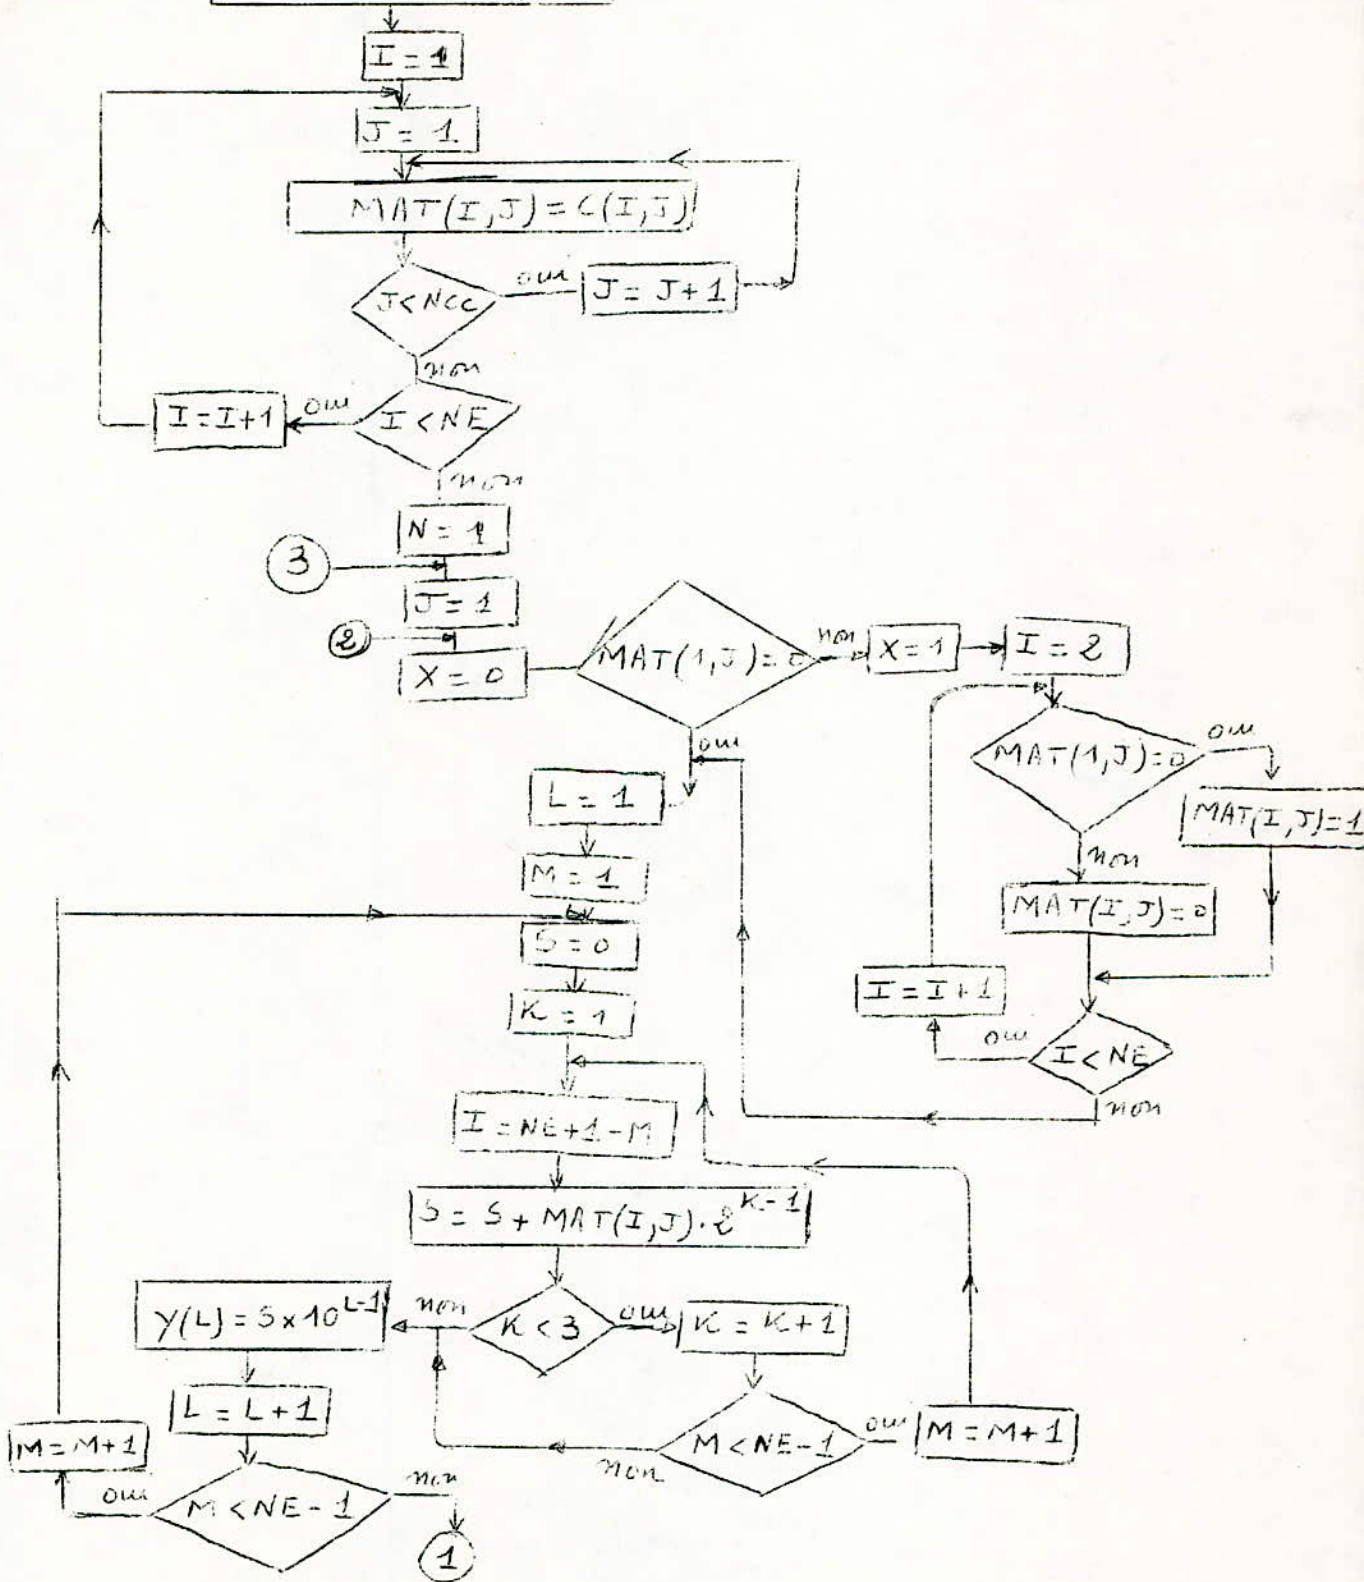 I = 1
J = 1
MAT(I,J) = C(I,J)
J < NCC
oui
J = J+1
non
I < NE
oui
I = I+1
non
N = 1
3
J = 1
2
X = 0
MAT(1,J) = 0
non
X = 1
I = 2
oui
MAT(1,J) = 0
oui
MAT(I,J) = 1
non
MAT(I,J) = 0
I = I+1
I < NE
oui
non
L = 1
M = 1
S = 0
K = 1
I = NE+1-M
S = S + MAT(I,J) . 2^K-1
K < 3
non
oui
Y(L) = S x 10^L-1
K = K+1
L = L+1
M < NE-1
oui
M = M+1
non
M = M+1
M < NE-1
oui
non
1